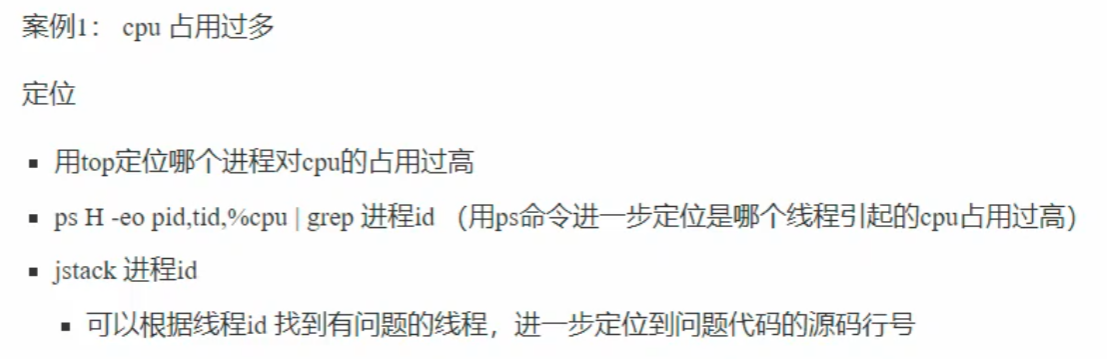 案例1： cpu 占用过多
定位
▪ 用top定位哪个进程对cpu的占用过高
▪ ps H -eo pid,tid,%cpu | grep 进程id （用ps命令进一步定位是哪个线程引起的cpu占用过高）
▪ jstack 进程id
▪ 可以根据线程id 找到有问题的线程，进一步定位到问题代码的源码行号